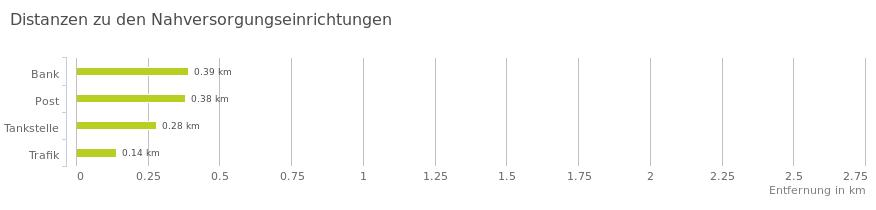 Distanzen zu den Nahversorgungseinrichtungen
Bank 0.39 km
Post 0.38 km
Tankstelle 0.28 km
Trafik 0.14 km
0 0.25 0.5 0.75 1 1.25 1.5 1.75 2 2.25 2.5 2.75
Entfernung in km